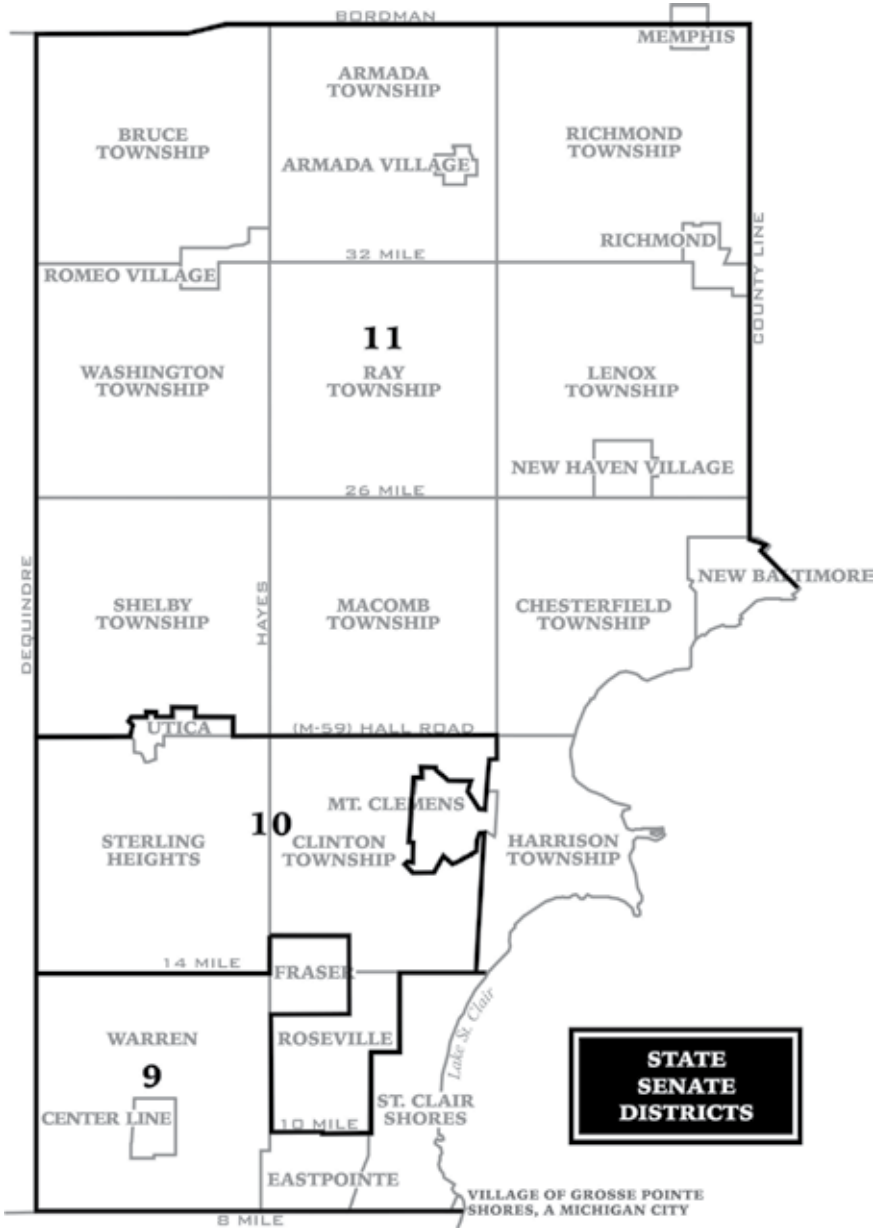 BORDMAN
MEMPHIS
ARMADA
TOWNSHIP
BRUCE
TOWNSHIP
RICHMOND
TOWNSHIP
ARMADA VILLAGE
COUNTY LINE
RICHMOND
32 MILE
ROMEO VILLAGE
11
WASHINGTON
TOWNSHIP
RAY
TOWNSHIP
LENOX
TOWNSHIP
NEW HAVEN VILLAGE
26 MILE
DEQUINDRE
HAYES
NEW BALTIMORE
SHELBY
TOWNSHIP
MACOMB
TOWNSHIP
CHESTERFIELD
TOWNSHIP
UTICA
(M-59) HALL ROAD
MT. CLEMENS
10
STERLING
HEIGHTS
CLINTON
TOWNSHIP
HARRISON
TOWNSHIP
14 MILE
FRASER
Lake St. Clair
WARREN
ROSEVILLE
9
CENTER LINE
ST. CLAIR
SHORES
10 MILE
EASTPOINTE
STATE
SENATE
DISTRICTS
VILLAGE OF GROSSE POINTE
SHORES, A MICHIGAN CITY
8 MILE